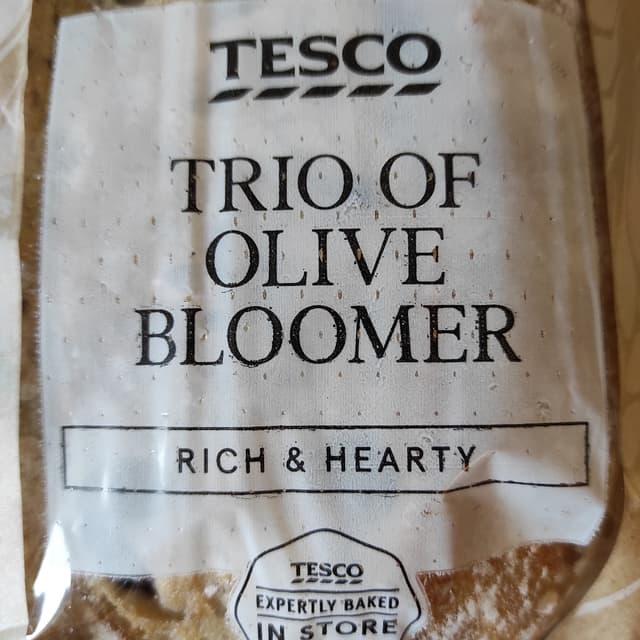 TESCO
TRIO OF
OLIVE
BLOOMER
RICH & HEARTY
TESCO
EXPERTLY BAKED
IN STORE